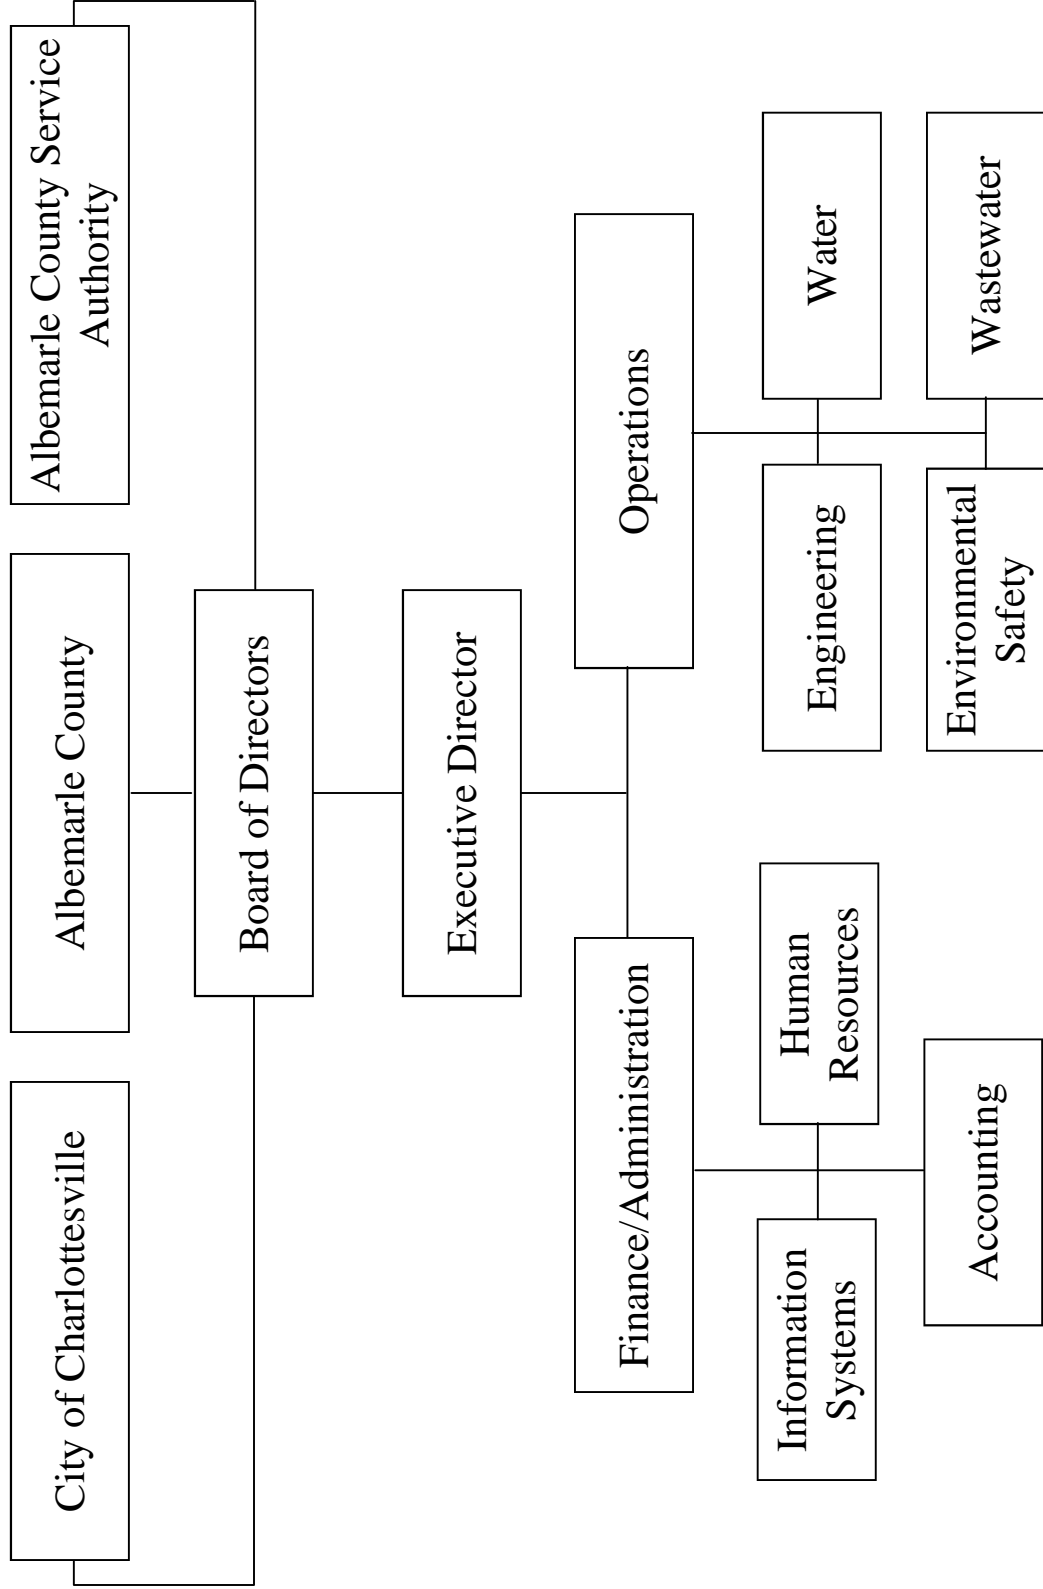 City of Charlottesville
Albemarle County
Albemarle County Service
Authority
Board of Directors
Executive Director
Finance/Administration
Operations
Information
Systems
Human
Resources
Engineering
Water
Accounting
Environmental
Safety
Wastewater